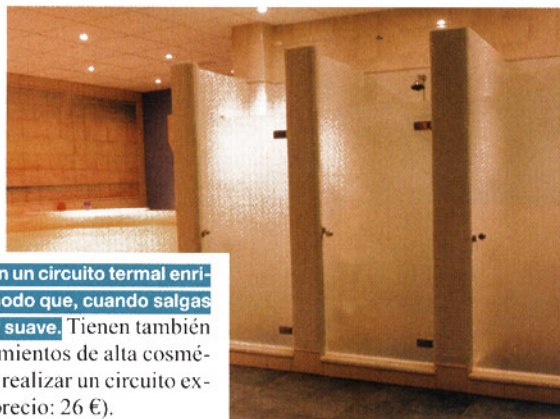 n un circuito termal enri-
odo que, cuando salgas
suave. Tienen también
mientos de alta cosmé-
realizar un circuito ex-
recio: 26 €).